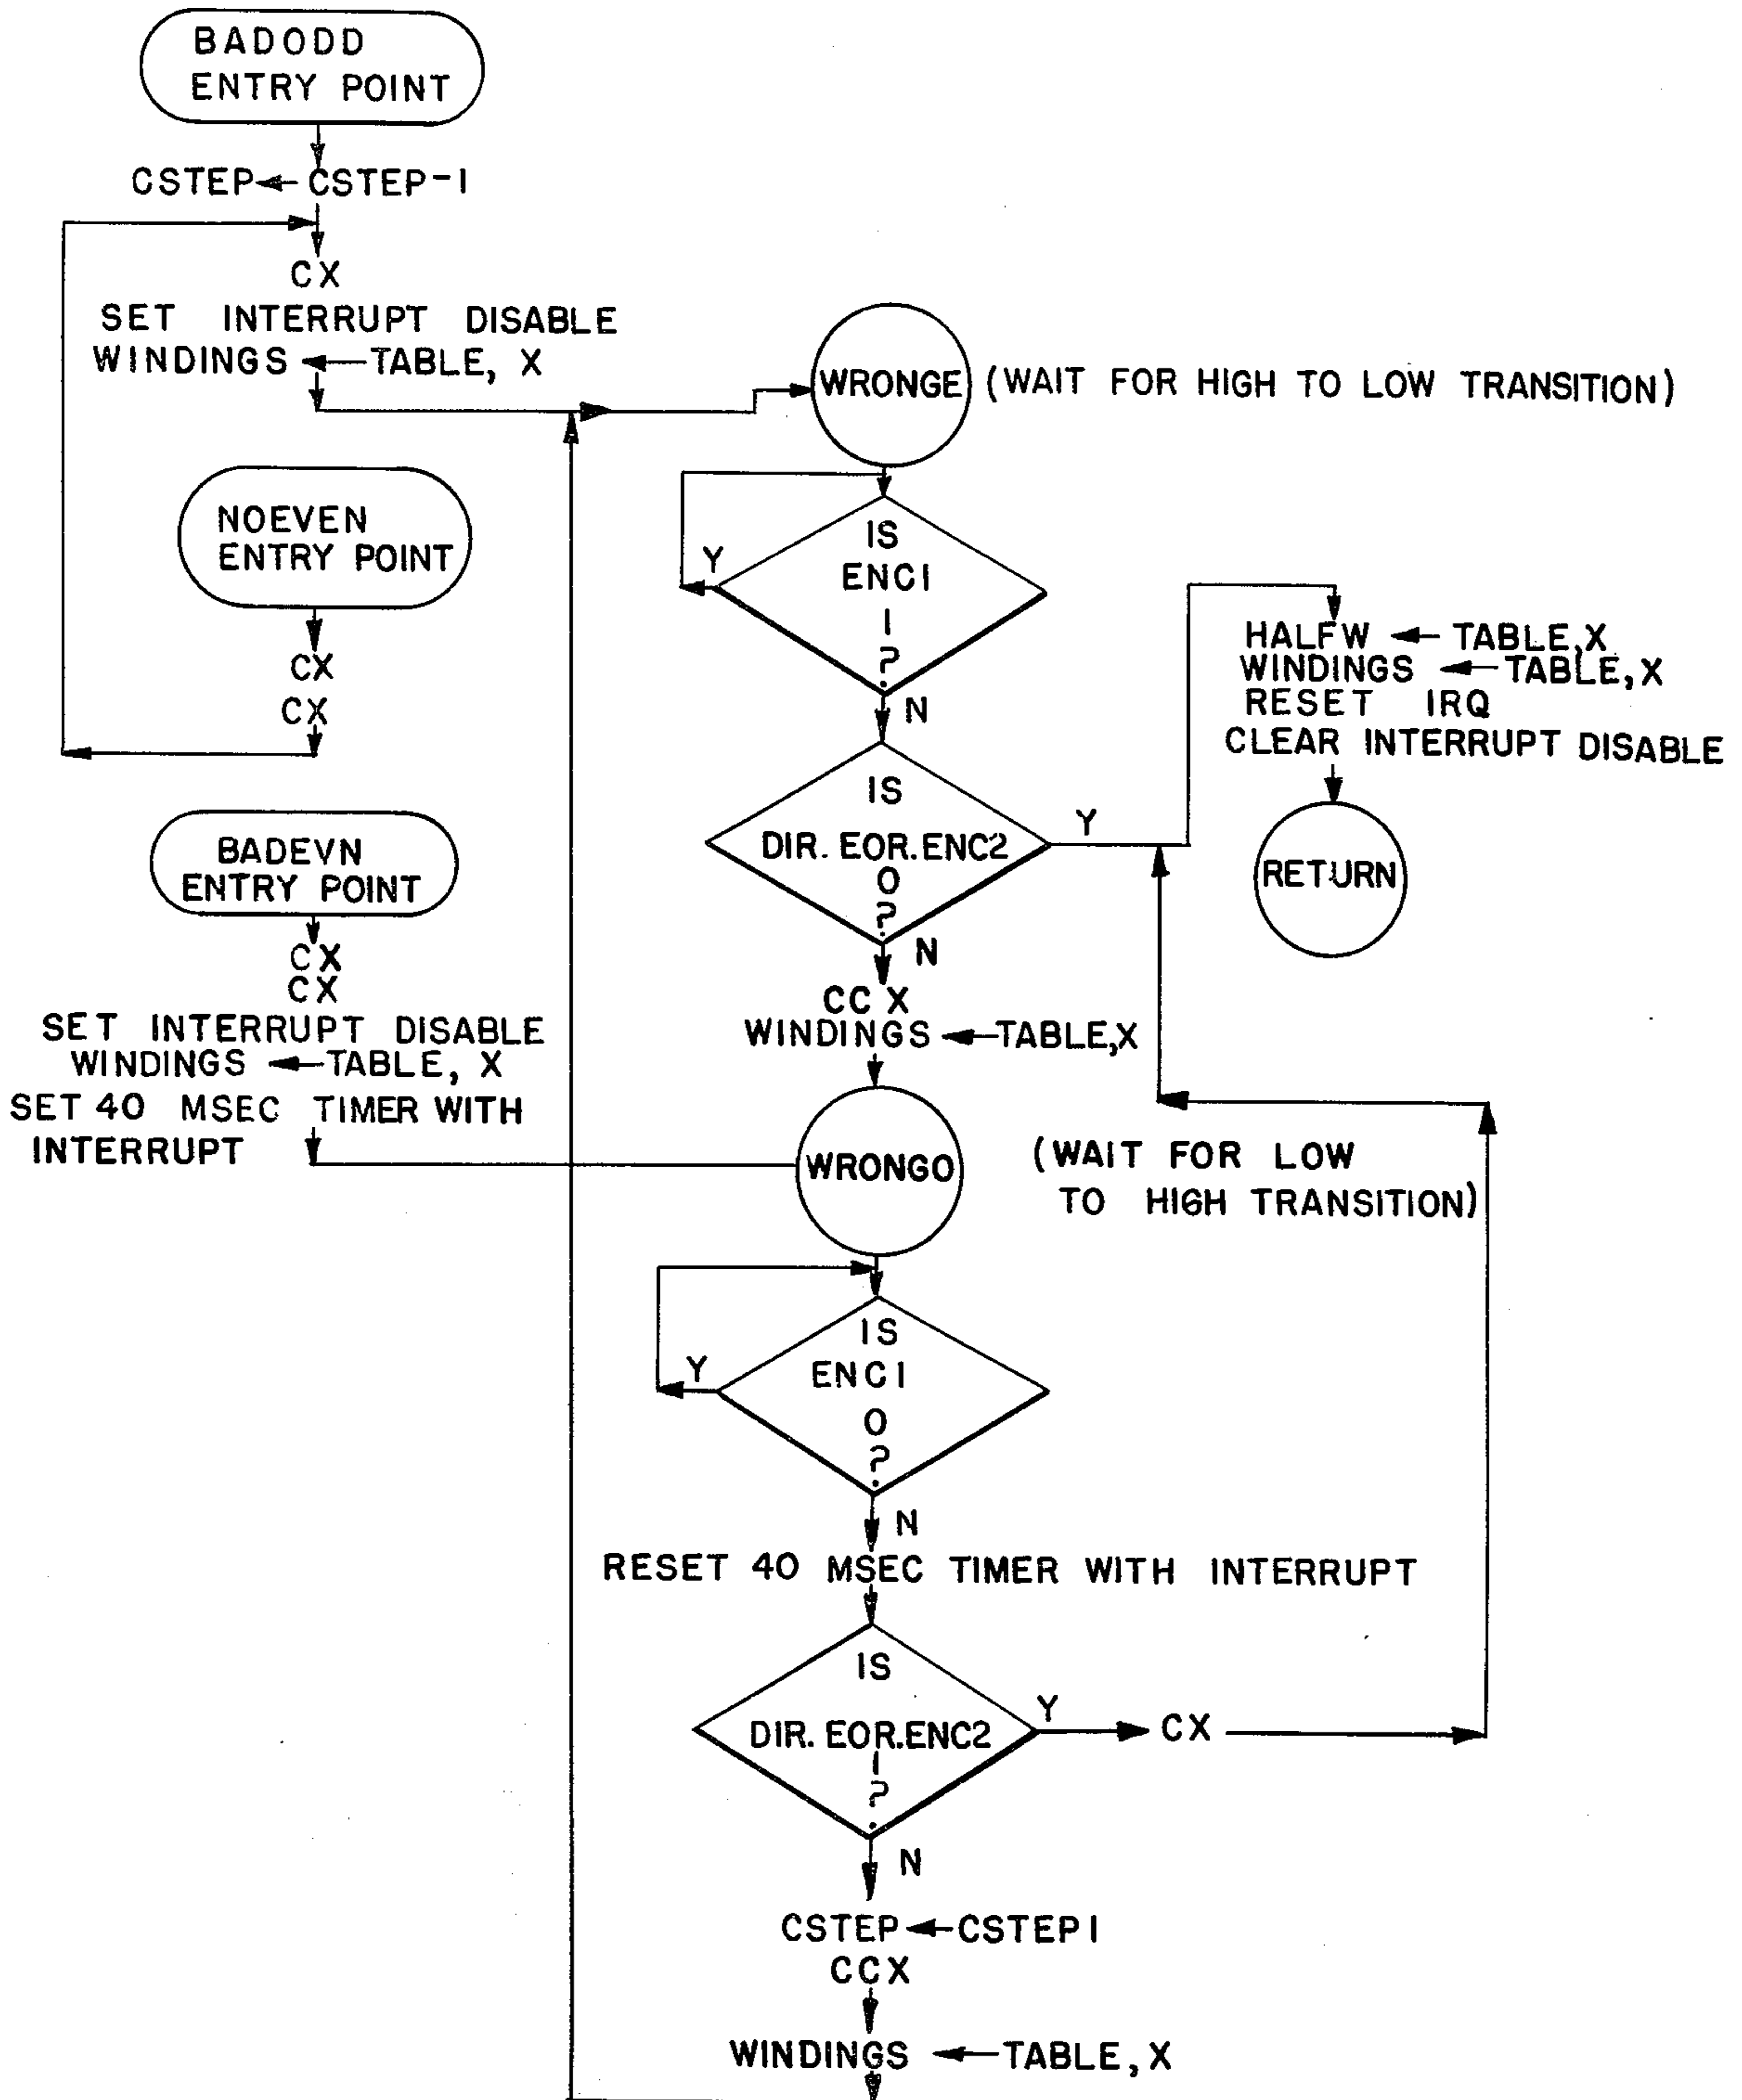 BADODD
ENTRY POINT
CSTEP ← CSTEP-1
CX
SET INTERRUPT DISABLE
WINDINGS ← TABLE, X
NOEVEN
ENTRY POINT
CX
CX
BADEVN
ENTRY POINT
CX
CX
SET INTERRUPT DISABLE
WINDINGS ← TABLE, X
SET 40 MSEC TIMER WITH
INTERRUPT
WRONGE (WAIT FOR HIGH TO LOW TRANSITION)
IS
ENC1
1
?
Y
N
IS
DIR. EOR. ENC2
0
?
Y
N
HALFW ← TABLE,X
WINDINGS ← TABLE, X
RESET IRQ
CLEAR INTERRUPT DISABLE
RETURN
CCX
WINDINGS ← TABLE,X
WRONGO
(WAIT FOR LOW
TO HIGH TRANSITION)
IS
ENC1
0
?
Y
N
RESET 40 MSEC TIMER WITH INTERRUPT
IS
DIR. EOR. ENC2
1
?
Y
CX
N
CSTEP ← CSTEP1
CCX
WINDINGS ← TABLE, X